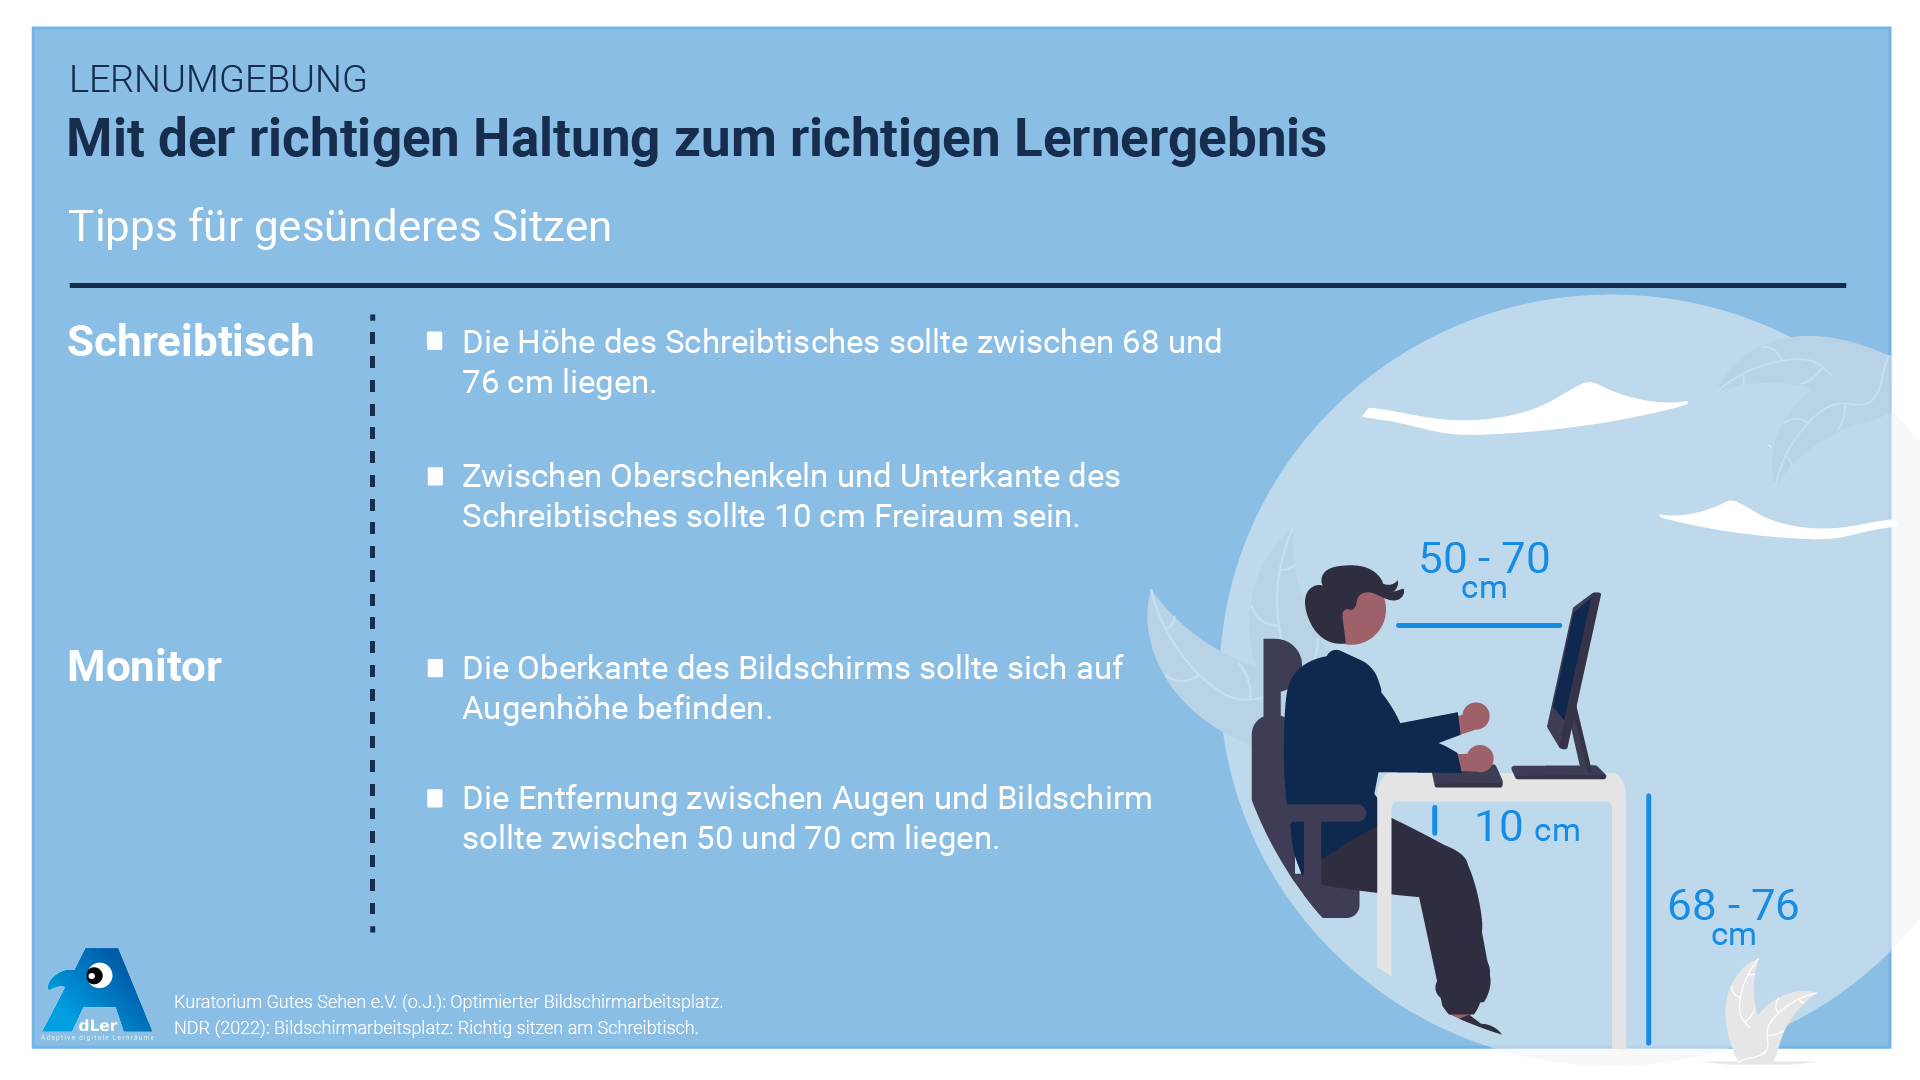 LERNUMGEBUNG
Mit der richtigen Haltung zum richtigen Lernergebnis
Tipps für gesünderes Sitzen
Schreibtisch
Die Höhe des Schreibtisches sollte zwischen 68 und
76 cm liegen.
Zwischen Oberschenkeln und Unterkante des
Schreibtisches sollte 10 cm Freiraum sein.
Monitor
Die Oberkante des Bildschirms sollte sich auf
Augenhöhe befinden.
Die Entfernung zwischen Augen und Bildschirm
sollte zwischen 50 und 70 cm liegen.
50 - 70
cm
10 cm
68 - 76
cm
dLer
Adaptive digitale Lernräume
Kuratorium Gutes Sehen e.V. (o.J.): Optimierter Bildschirmarbeitsplatz.
NDR (2022): Bildschirmarbeitsplatz: Richtig sitzen am Schreibtisch.